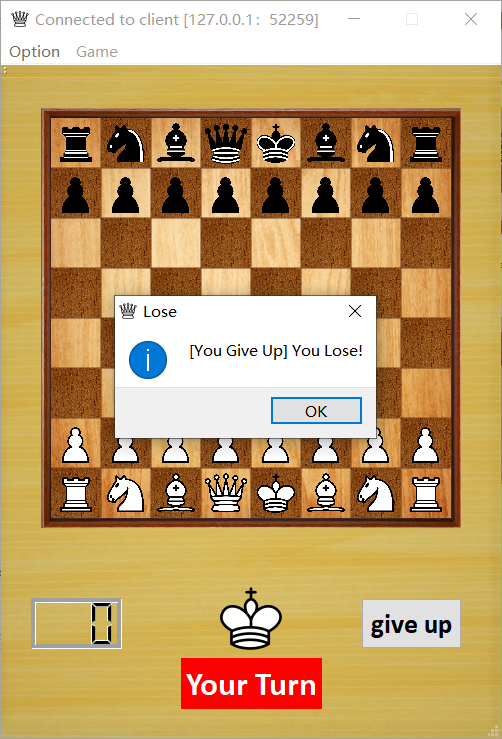 Connected to client [127.0.0.1: 52259]
Option Game
Lose
[You Give Up] You Lose!
OK
0
give up
Your Turn